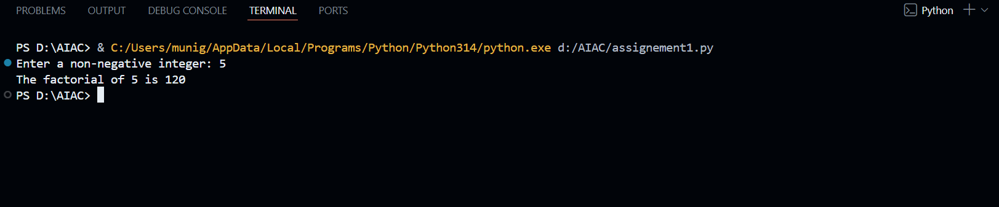 PROBLEMS OUTPUT DEBUG CONSOLE TERMINAL PORTS Python
PS D:\AIAC> & C:/Users/munig/AppData/Local/Programs/Python/Python314/python.exe d:/AIAC/assignement1.py
Enter a non-negative integer: 5
The factorial of 5 is 120
PS D:\AIAC>